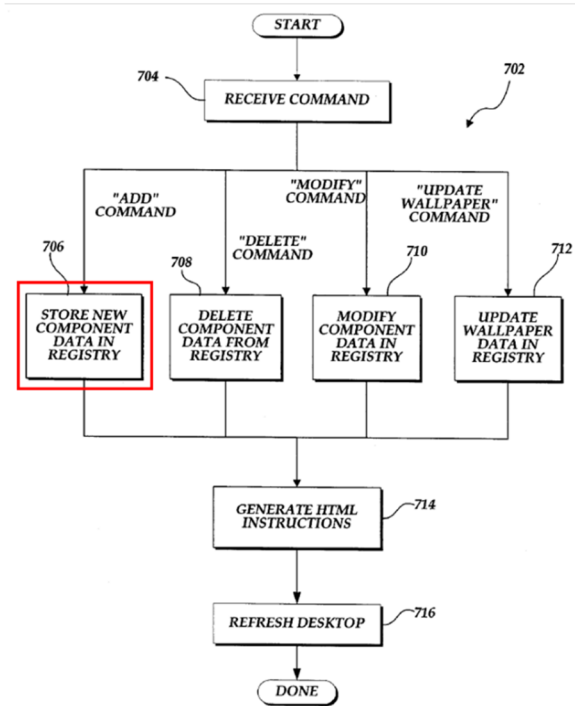 START
704
RECEIVE COMMAND
702
"ADD"
COMMAND
"DELETE"
COMMAND
"MODIFY"
COMMAND
"UPDATE
WALLPAPER"
COMMAND
706
STORE NEW
COMPONENT
DATA IN
REGISTRY
708
DELETE
COMPONENT
DATA FROM
REGISTRY
710
MODIFY
COMPONENT
DATA IN
REGISTRY
712
UPDATE
WALLPAPER
DATA IN
REGISTRY
GENERATE HTML
INSTRUCTIONS
714
REFRESH DESKTOP
716
DONE